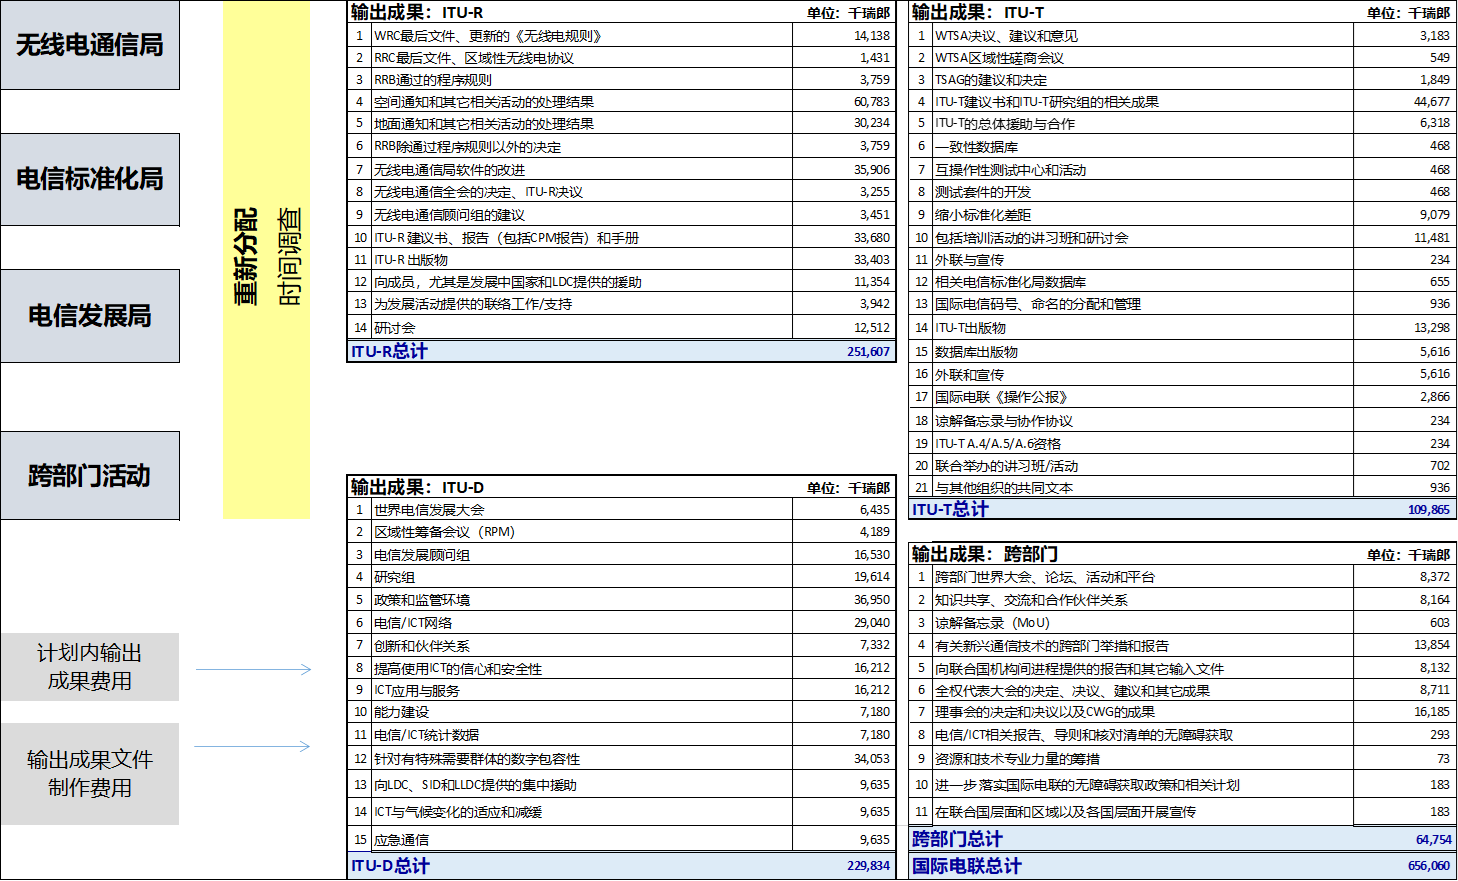 无线电通信局
电信标准化局
电信发展局
跨部门活动
计划内输出
成果费用
输出成果文件
制作费用
重新分配
时间调查
输出成果：ITU-R 单位：千瑞郎
1 WRC最后文件、更新的《无线电规则》 14,138
2 RRC最后文件、区域性无线电协议 1,431
3 RRB通过的程序规则 3,759
4 空间通知和其它相关活动的处理结果 60,783
5 地面通知和其它相关活动的处理结果 30,234
6 RRB除通过程序规则以外的决定 3,759
7 无线电通信局软件的改进 35,906
8 无线电通信全会的决定、ITU-R决议 3,255
9 无线电通信顾问组的建议 3,451
10 ITU-R 建议书、报告（包括CPM报告）和手册 33,680
11 ITU-R 出版物 33,403
12 向成员，尤其是发展中国家和LDC提供的援助 11,354
13 为发展活动提供的联络工作/支持 3,942
14 研讨会 12,512
ITU-R总计 251,607
输出成果：ITU-D 单位：千瑞郎
1 世界电信发展大会 6,435
2 区域性筹备会议（RPM） 4,189
3 电信发展顾问组 16,530
4 研究组 19,614
5 政策和监管环境 36,950
6 电信/ICT网络 29,040
7 创新和伙伴关系 7,332
8 提高使用ICT的信心和安全性 16,212
9 ICT应用与服务 16,212
10 能力建设 7,180
11 电信/ICT统计数据 7,180
12 针对有特殊需要群体的数字包容性 34,053
13 向LDC、SID和LLDC提供的集中援助 9,635
14 ICT与气候变化的适应和减缓 9,635
15 应急通信 9,635
ITU-D总计 229,834
输出成果：ITU-T 单位：千瑞郎
1 WTSA决议、建议和意见 3,183
2 WTSA区域性磋商会议 549
3 TSAG的建议和决定 1,849
4 ITU-T建议书和ITU-T研究组的相关成果 44,677
5 ITU-T的总体援助与合作 6,318
6 一致性数据库 468
7 互操作性测试中心和活动 468
8 测试套件的开发 468
9 缩小标准化差距 9,079
10 包括培训活动的讲习班和研讨会 11,481
11 外联与宣传 234
12 相关电信标准化局数据库 655
13 国际电信码号、命名的分配和管理 936
14 ITU-T出版物 13,298
15 数据库出版物 5,616
16 外联和宣传 5,616
17 国际电联《操作公报》 2,866
18 谅解备忘录与协作协议 234
19 ITU-T A.4/A.5/A.6资格 234
20 联合举办的讲习班/活动 702
21 与其他组织的共同文本 936
ITU-T总计 109,865
输出成果：跨部门 单位：千瑞郎
1 跨部门世界大会、论坛、活动和平台 8,372
2 知识共享、交流和合作伙伴关系 8,164
3 谅解备忘录（MoU） 603
4 有关新兴通信技术的跨部门举措和报告 13,854
5 向联合国机构间进程提供的报告和其它输入文件 8,132
6 全权代表大会的决定、决议、建议和其它成果 8,711
7 理事会的决定和决议以及CWG的成果 16,185
8 电信/ICT相关报告、导则和核对清单的无障碍获取 293
9 资源和技术专业力量的筹措 73
10 进一步 落实国际电联的无障碍获取政策和相关计划 183
11 在联合国层面和区域以及各国层面开展宣传 183
跨部门总计 64,754
国际电联总计 656,060